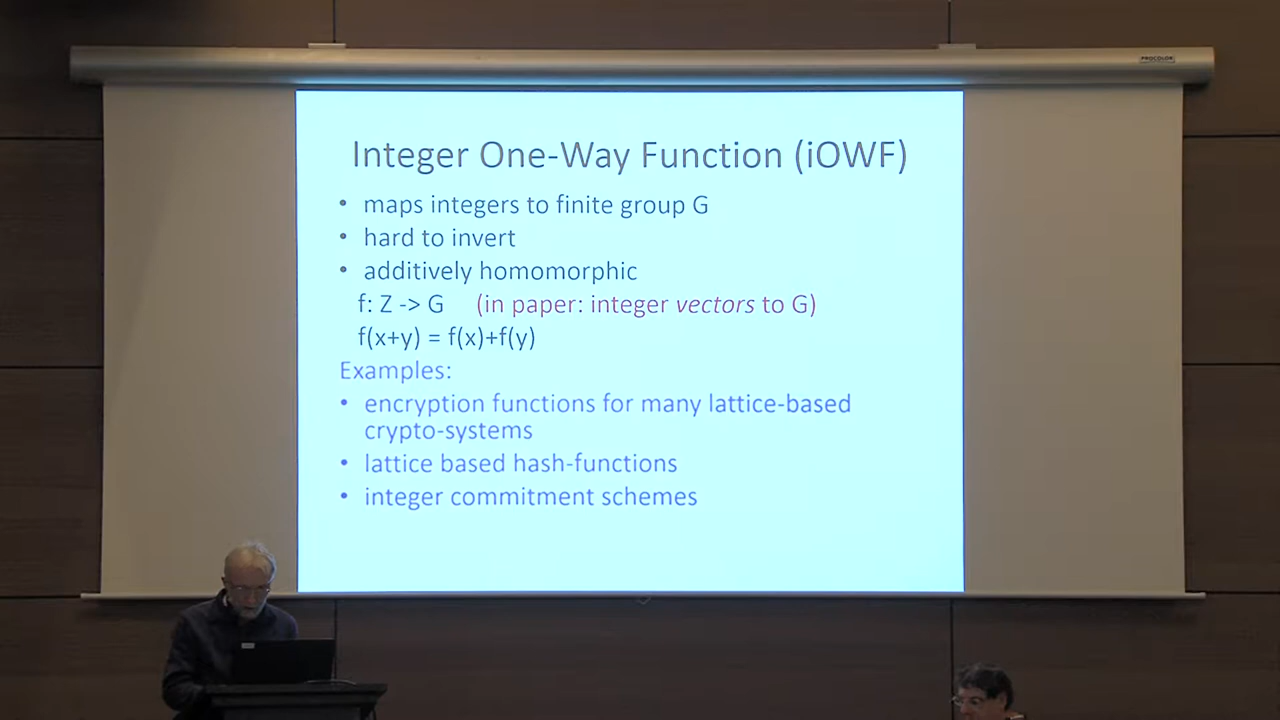 PROCOLOR
Integer One-Way Function (iOWF)
• maps integers to finite group G
• hard to invert
• additively homomorphic
f: Z -> G (in paper: integer vectors to G)
f(x+y) = f(x)+f(y)
Examples:
• encryption functions for many lattice-based
crypto-systems
• lattice based hash-functions
• integer commitment schemes